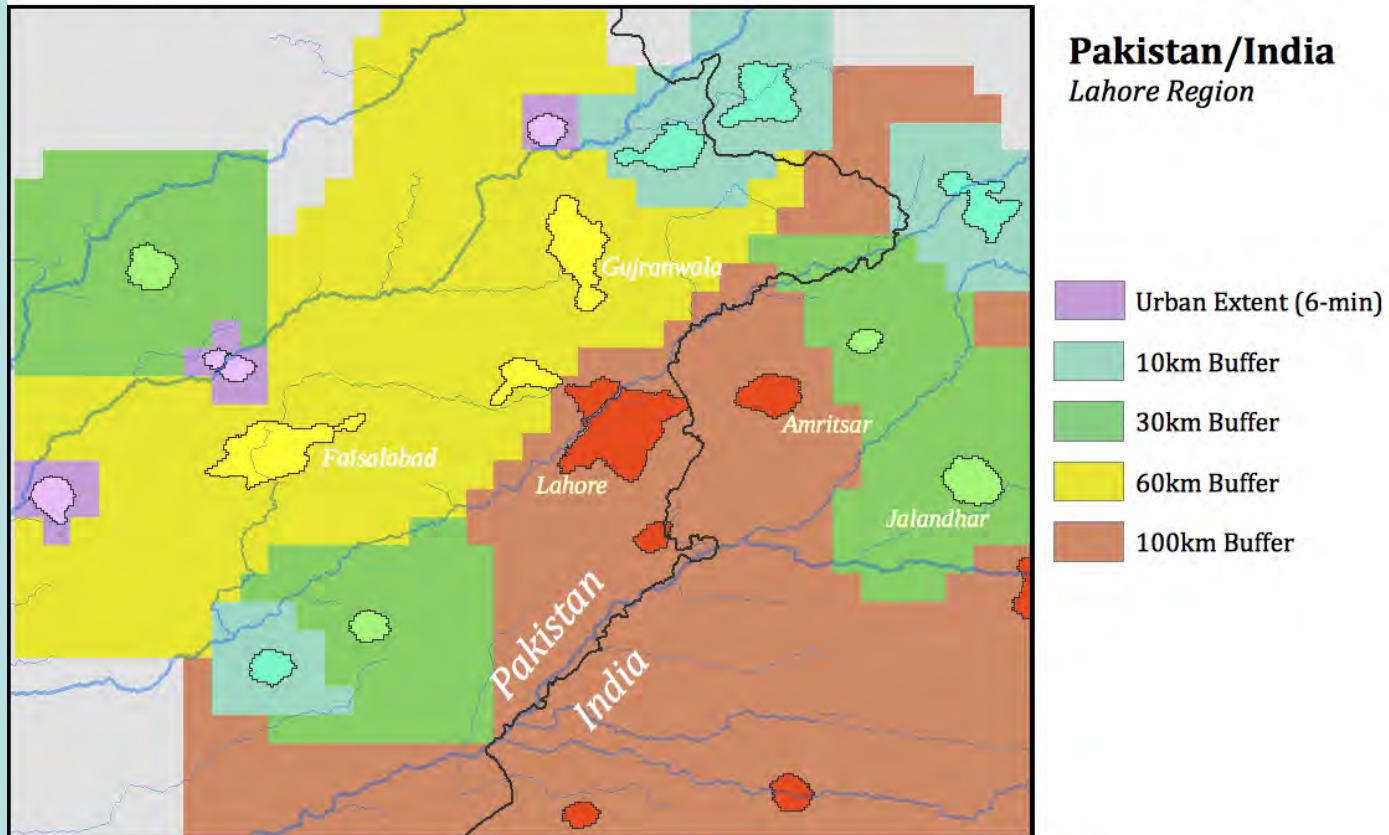 Pakistan/India
Lahore Region
Gujranwala
Amritsar
Faisalabad
Lahore
Jalandhar
Pakistan
India
Urban Extent (6-min)
10km Buffer
30km Buffer
60km Buffer
100km Buffer